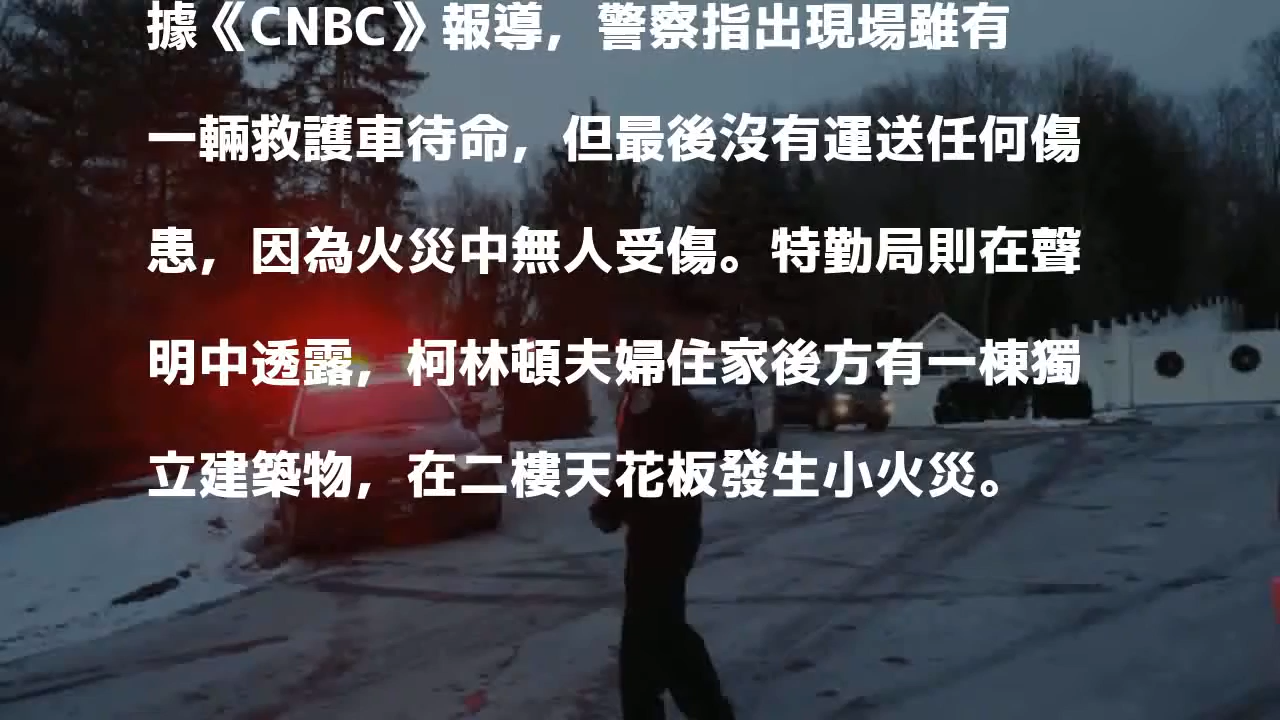 據《CNBC》報導，警察指出現場雖有
一輛救護車待命，但最後沒有運送任何傷
患，因為火災中無人受傷。特勤局則在聲
明中透露，柯林頓夫婦住家後方有一棟獨
立建築物，在二樓天花板發生小火災。